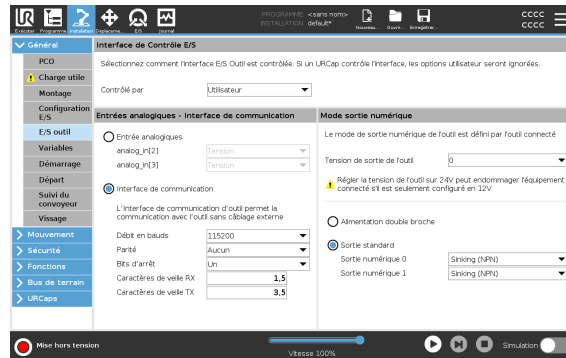 Exécuter Programme Installation Déplaceme... E/S Journal
PROGRAMME <sans nom>
INSTALLATION default*
Nouveau... Ouvrir... Enregistrer...
cccc
cccc
Général
PCO
Charge utile
Montage
Configuration
E/S
E/S outil
Variables
Démarrage
Départ
Suivi du
convoyeur
Vissage
Mouvement
Sécurité
Fonctions
Bus de terrain
URCaps
Interface de Contrôle E/S
Sélectionnez comment l'interface E/S Outil est contrôlée. Si un URCap contrôle l'interface, les options utilisateur seront ignorées.
Contrôlé par Utilisateur
Entrées analogiques - Interface de communication
Entrée analogiques
analog_in[2] Tension
analog_in[3] Tension
Interface de communication
L'Interface de communication d'outil permet la
communication avec l'outil sans câblage externe
Débit en bauds 115200
Parité Aucun
Bits d'arrêt Un
Caractères de veille RX 1,5
Caractères de veille TX 3,5
Mode sortie numérique
Le mode de sortie numérique de l'outil est défini par l'outil connecté
Tension de sortie de l'outil 0
Régler la tension de l'outil sur 24V peut endommager l'équipement
connecté s'il est seulement configuré en 12V
Alimentation double broche
Sortie standard
Sortie numérique 0 Sinking (NPN)
Sortie numérique 1 Sinking (NPN)
Mise hors tension
Vitesse 100%
Simulation